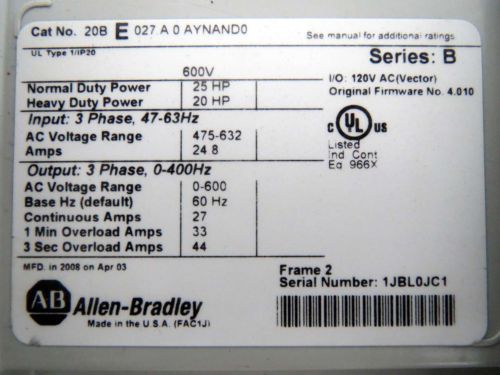 Cat No. 20B E 027 A 0 AYNAND0
See manual for additional ratings
UL Type 1/IP20
Series: B
600V
I/O: 120V AC(Vector)
Normal Duty Power 25 HP
Original Firmware No. 4.010
Heavy Duty Power 20 HP
Input: 3 Phase, 47-63Hz
AC Voltage Range 475-632
Amps 24 8
C UL US
Listed
Ind Cont
Eq 966X
Output: 3 Phase, 0-400Hz
AC Voltage Range 0-600
Base Hz (default) 60 Hz
Continuous Amps 27
1 Min Overload Amps 33
3 Sec Overload Amps 44
MFD. in 2008 on Apr 03
Frame 2
Serial Number: 1JBL0JC1
AB Allen-Bradley
Made in the U.S.A. (FAC1J)